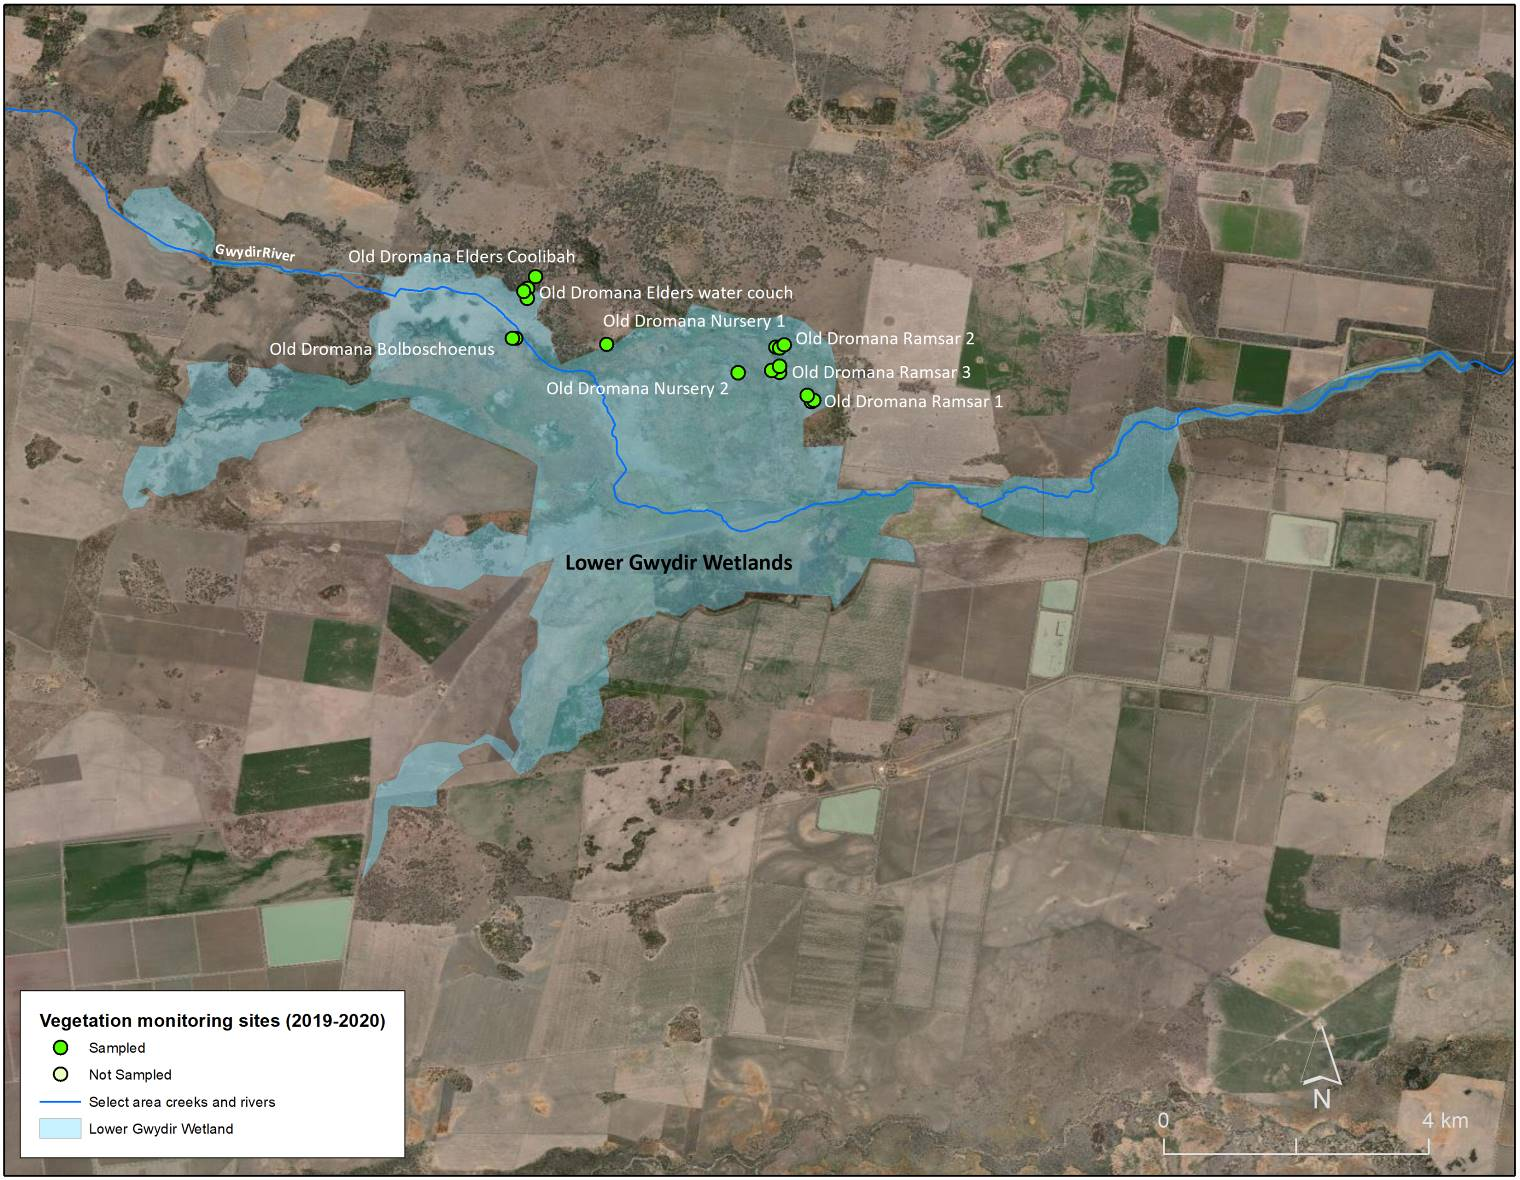 GwydirRiver
Old Dromana Elders Coolibah
Old Dromana Elders water couch
Old Dromana Nursery 1
Old Dromana Ramsar 2
Old Dromana Bolboschoenus
Old Dromana Ramsar 3
Old Dromana Nursery 2
Old Dromana Ramsar 1
Lower Gwydir Wetlands
Vegetation monitoring sites (2019-2020)
Sampled
Not Sampled
Select area creeks and rivers
Lower Gwydir Wetland
N
0 4 km